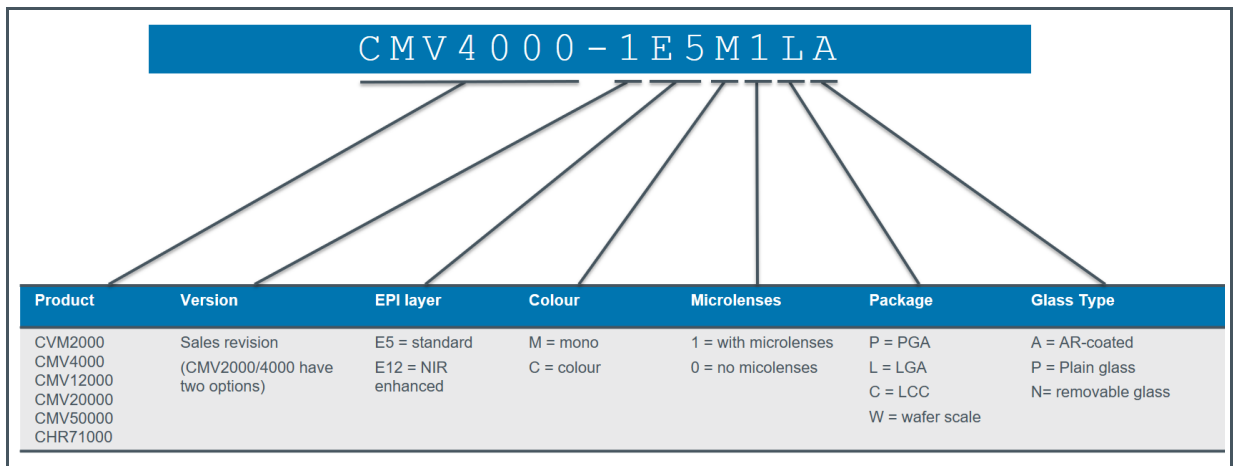 CMV4000-1E5M1LA
Product Version EPI layer Colour Microlenses Package Glass Type
CVM2000
CMV4000
CMV12000
CMV20000
CMV50000
CHR71000
Sales revision
(CMV2000/4000 have
two options)
E5 = standard
E12 = NIR
enhanced
M = mono
C = colour
1 = with microlenses
0 = no micolenses
P = PGA
L = LGA
C = LCC
W = wafer scale
A = AR-coated
P = Plain glass
N= removable glass